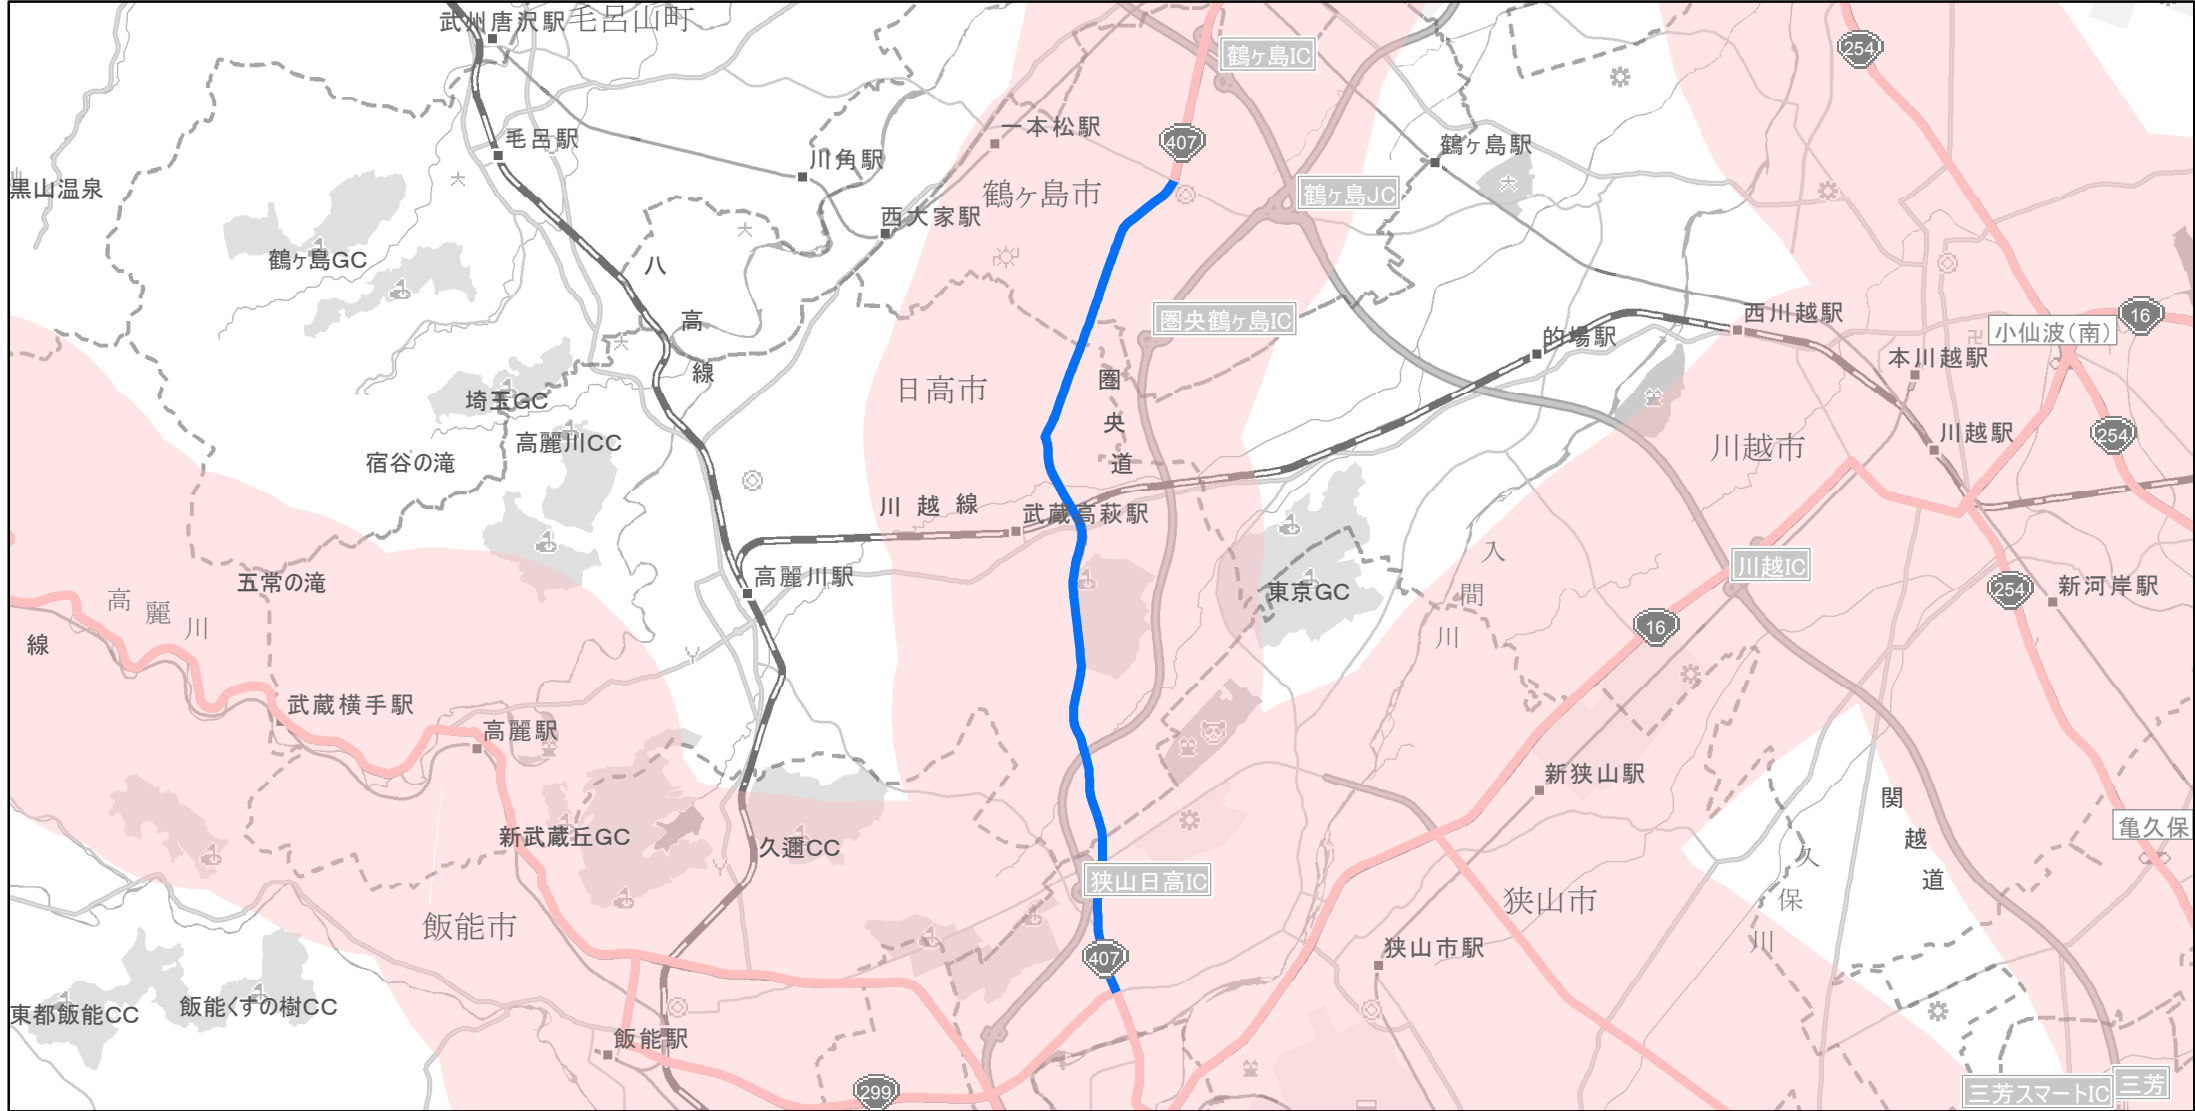 武州唐沢駅
毛呂山町
鶴ヶ島IC
254
毛呂駅
一本松駅
407
鶴ヶ島駅
川角駅
黒山温泉
鶴ヶ島市
鶴ヶ島JC
西大家駅
鶴ヶ島GC
八高線
圏央鶴ヶ島IC
西川越駅
16
小仙波(南)
的場駅
本川越駅
日高市
圏央道
埼玉GC
高麗川CC
川越市
川越駅
254
宿谷の滝
川越線
武蔵高萩駅
入間川
川越IC
五常の滝
高麗川駅
東京GC
254
新河岸駅
高麗川
線
16
武蔵横手駅
高麗駅
新狭山駅
関越道
新武蔵丘GC
久邇CC
亀久保
狭山日高IC
久保川
狭山市
飯能市
407
狭山市駅
東都飯能CC
飯能くすの樹CC
飯能駅
299
三芳スマートIC
三芳